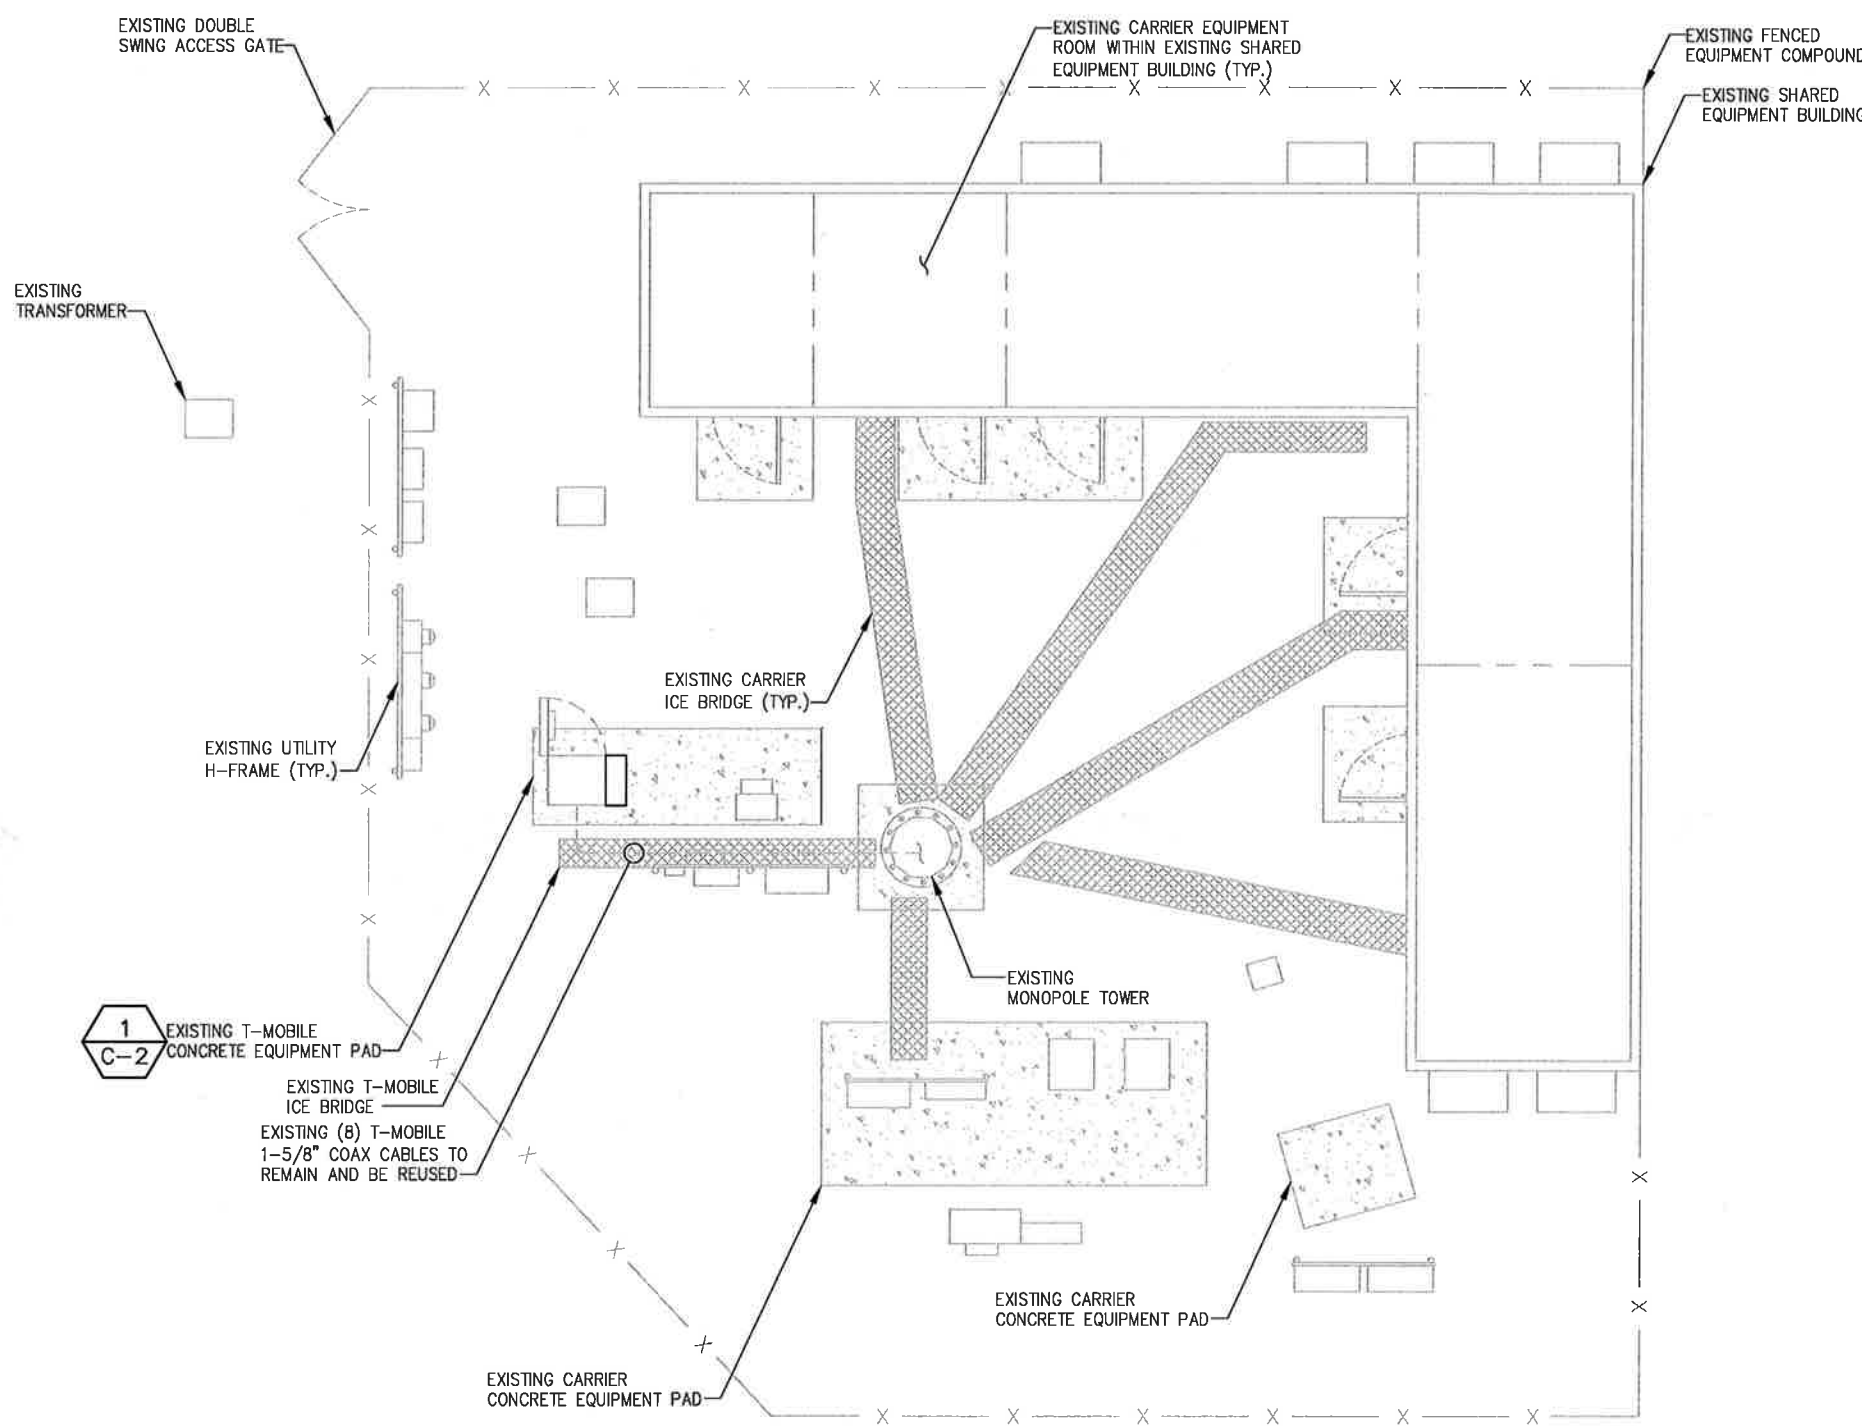 EXISTING DOUBLE
SWING ACCESS GATE
EXISTING CARRIER EQUIPMENT
ROOM WITHIN EXISTING SHARED
EQUIPMENT BUILDING (TYP.)
EXISTING FENCED
EQUIPMENT COMPOUND
EXISTING SHARED
EQUIPMENT BUILDING
EXISTING
TRANSFORMER
EXISTING CARRIER
ICE BRIDGE (TYP.)
EXISTING UTILITY
H-FRAME (TYP.)
EXISTING
MONOPOLE TOWER
1
C-2
EXISTING T-MOBILE
CONCRETE EQUIPMENT PAD
EXISTING T-MOBILE
ICE BRIDGE
EXISTING (8) T-MOBILE
1-5/8" COAX CABLES TO
REMAIN AND BE REUSED
EXISTING CARRIER
CONCRETE EQUIPMENT PAD
EXISTING CARRIER
CONCRETE EQUIPMENT PAD